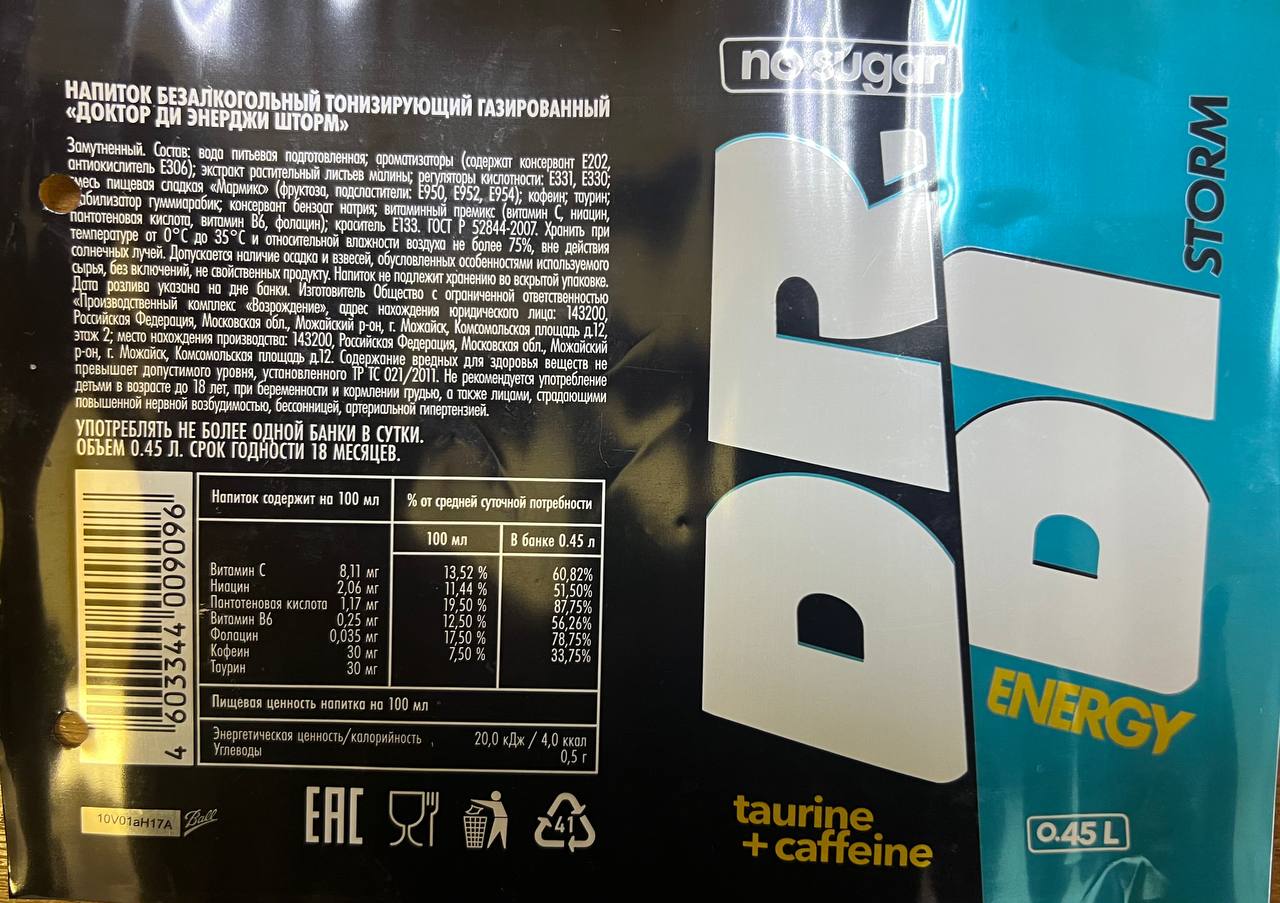 НАПИТОК БЕЗАЛКОГОЛЬНЫЙ ТОНИЗИРУЮЩИЙ ГАЗИРОВАННЫЙ
«ДОКТОР ДИ ЭНЕРДЖИ ШТОРМ»
Замутненный. Состав: вода питьевая подготовленная; ароматизаторы (содержат консервант Е202,
антиокислитель Е306); экстракт растительный листьев малины; регуляторы кислотности: Е331, Е330;
смесь пищевая сладкая «Мармикс» (фруктоза, подсластители: Е950, Е952, Е954); кофеин; таурин;
абилизатор гуммиарабик; консервант бензоат натрия; витаминный премикс (витамин С, ниацин,
пантотеновая кислота, витамин В6, фолацин); краситель Е133. ГОСТ Р 52844-2007. Хранить при
температуре от 0°С до 35°С и относительной влажности воздуха не более 75%, вне действия
солнечных лучей. Допускается наличие осадка и взвесей, обусловленных особенностями используемого
сырья, без включений, не свойственных продукту. Напиток не подлежит хранению во вскрытой упаковке.
Дата розлива указана на дне банки. Изготовитель Общество с ограниченной ответственностью
«Производственный комплекс «Возрождение», адрес нахождения юридического лица: 143200,
Российская Федерация, Московская обл., Можайский р-он, г. Можайск, Комсомольская площадь д.12,
этаж 2; место нахождения производства: 143200, Российская Федерация, Московская обл., Можайский
р-он, г. Можайск, Комсомольская площадь д.12. Содержание вредных для здоровья веществ не
превышает допустимого уровня, установленного ТР ТС 021/2011. Не рекомендуется употребление
детьми в возрасте до 18 лет, при беременности и кормлении грудью, а также лицами, страдающими
повышенной нервной возбудимостью, бессонницей, артериальной гипертензией.
УПОТРЕБЛЯТЬ НЕ БОЛЕЕ ОДНОЙ БАНКИ В СУТКИ.
ОБЪЕМ 0.45 Л. СРОК ГОДНОСТИ 18 МЕСЯЦЕВ.
4 603344 009096
Напиток содержит на 100 мл % от средней суточной потребности
100 мл В банке 0.45 л
Витамин С 8,11 мг 13,52 % 60,82%
Ниацин 2,06 мг 11,44 % 51,50%
Пантотеновая кислота 1,17 мг 19,50 % 87,75%
Витамин В6 0,25 мг 12,50 % 56,26%
Фолацин 0,035 мг 17,50 % 78,75%
Кофеин 30 мг 7,50 % 33,75%
Таурин 30 мг
Пищевая ценность напитка на 100 мл
Энергетическая ценность/калорийность 20,0 кДж / 4,0 ккал
Углеводы 0,5 г
10V01aH17A Ball
EAC
41
no sugar
DR.
DI
STORM
ENERGY
taurine
+ caffeine
0.45 L